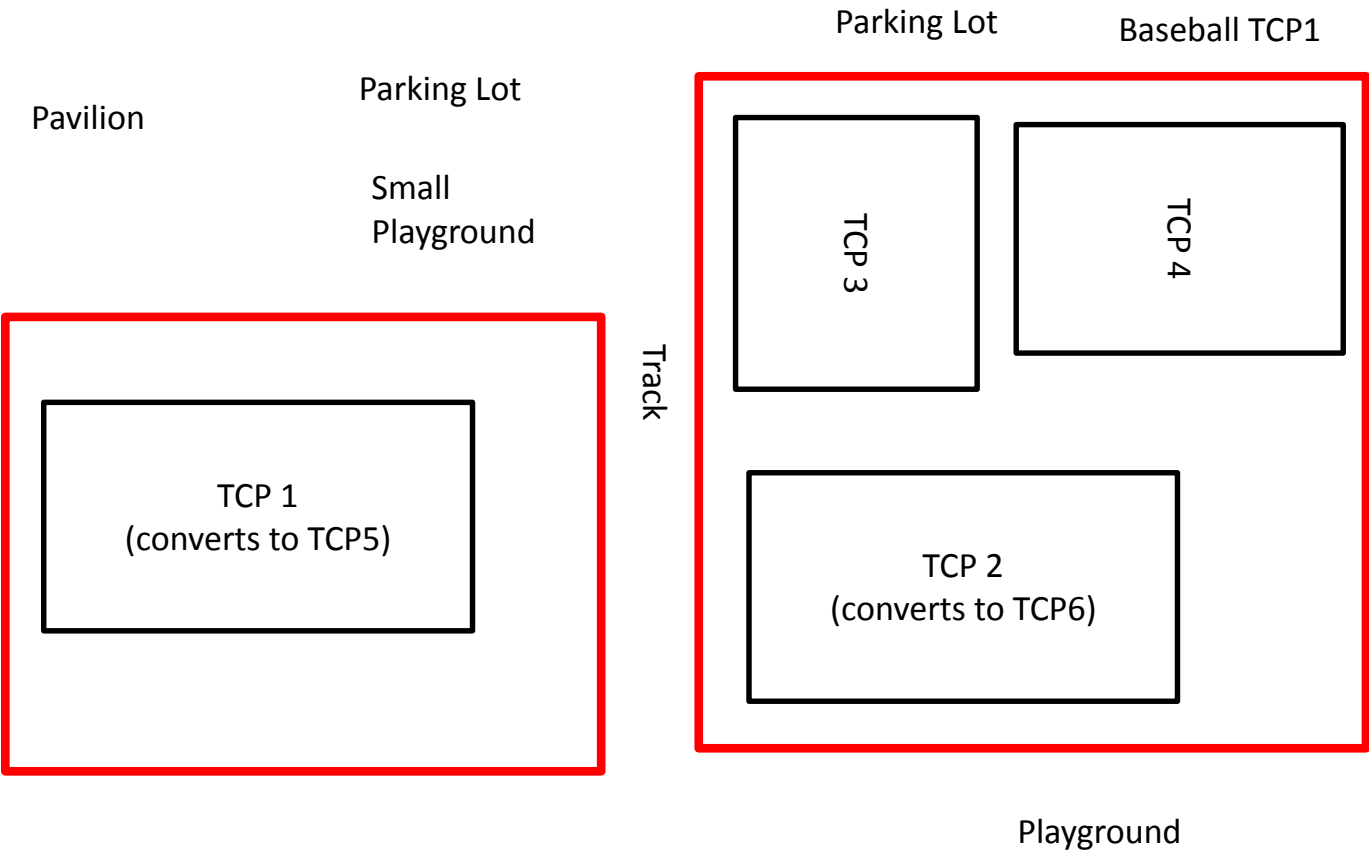 Parking Lot
Baseball TCP1
Parking Lot
Pavilion
Small
Playground
TCP 3
TCP 4
Track
TCP 1
(converts to TCP5)
TCP 2
(converts to TCP6)
Playground